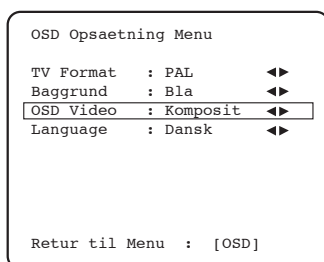 OSD Opsaetning Menu
TV Format : PAL ◄►
Baggrund : Bla ◄►
OSD Video : Komposit ◄►
Language : Dansk ◄►
Retur til Menu : [OSD]